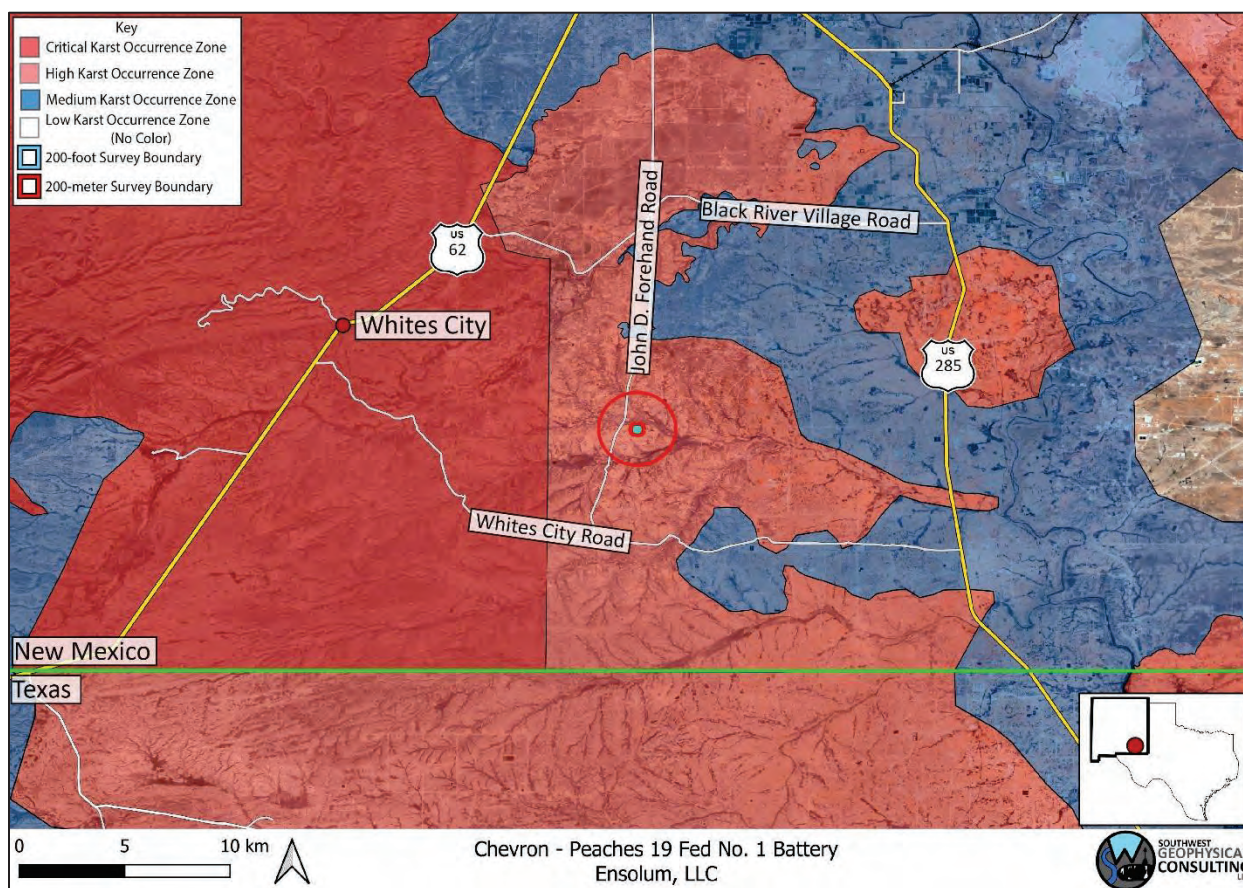 Key
Critical Karst Occurrence Zone
High Karst Occurrence Zone
Medium Karst Occurrence Zone
Low Karst Occurrence Zone
(No Color)
200-foot Survey Boundary
200-meter Survey Boundary
US
62
John D. Forehand Road
Black River Village Road
Whites City
US
285
Whites City Road
New Mexico
Texas
0 5 10 km
Chevron - Peaches 19 Fed No. 1 Battery
Ensolum, LLC
SOUTHWEST
GEOPHYSICAL
CONSULTING